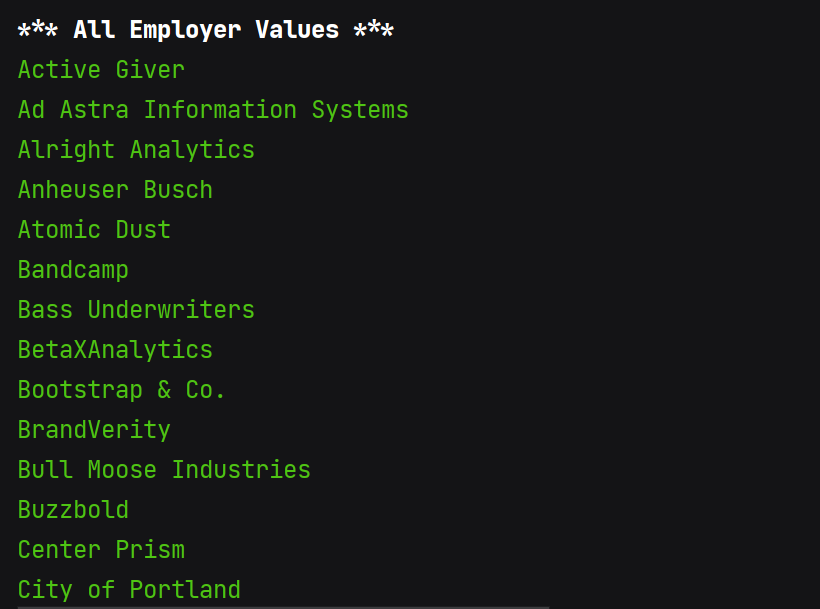 *** All Employer Values ***
Active Giver
Ad Astra Information Systems
Alright Analytics
Anheuser Busch
Atomic Dust
Bandcamp
Bass Underwriters
BetaXAnalytics
Bootstrap & Co.
BrandVerity
Bull Moose Industries
Buzzbold
Center Prism
City of Portland